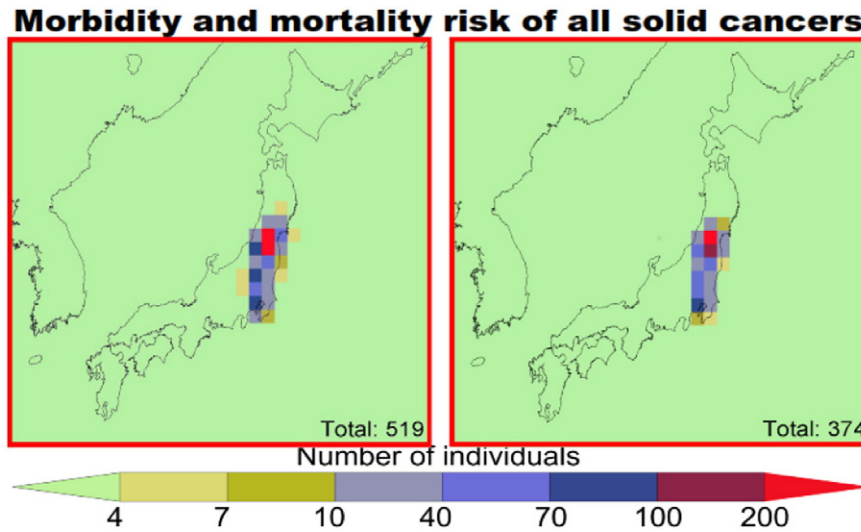 Morbidity and mortality risk of all solid cancers
Total: 519
Total: 374
Number of individuals
4 7 10 40 70 100 200